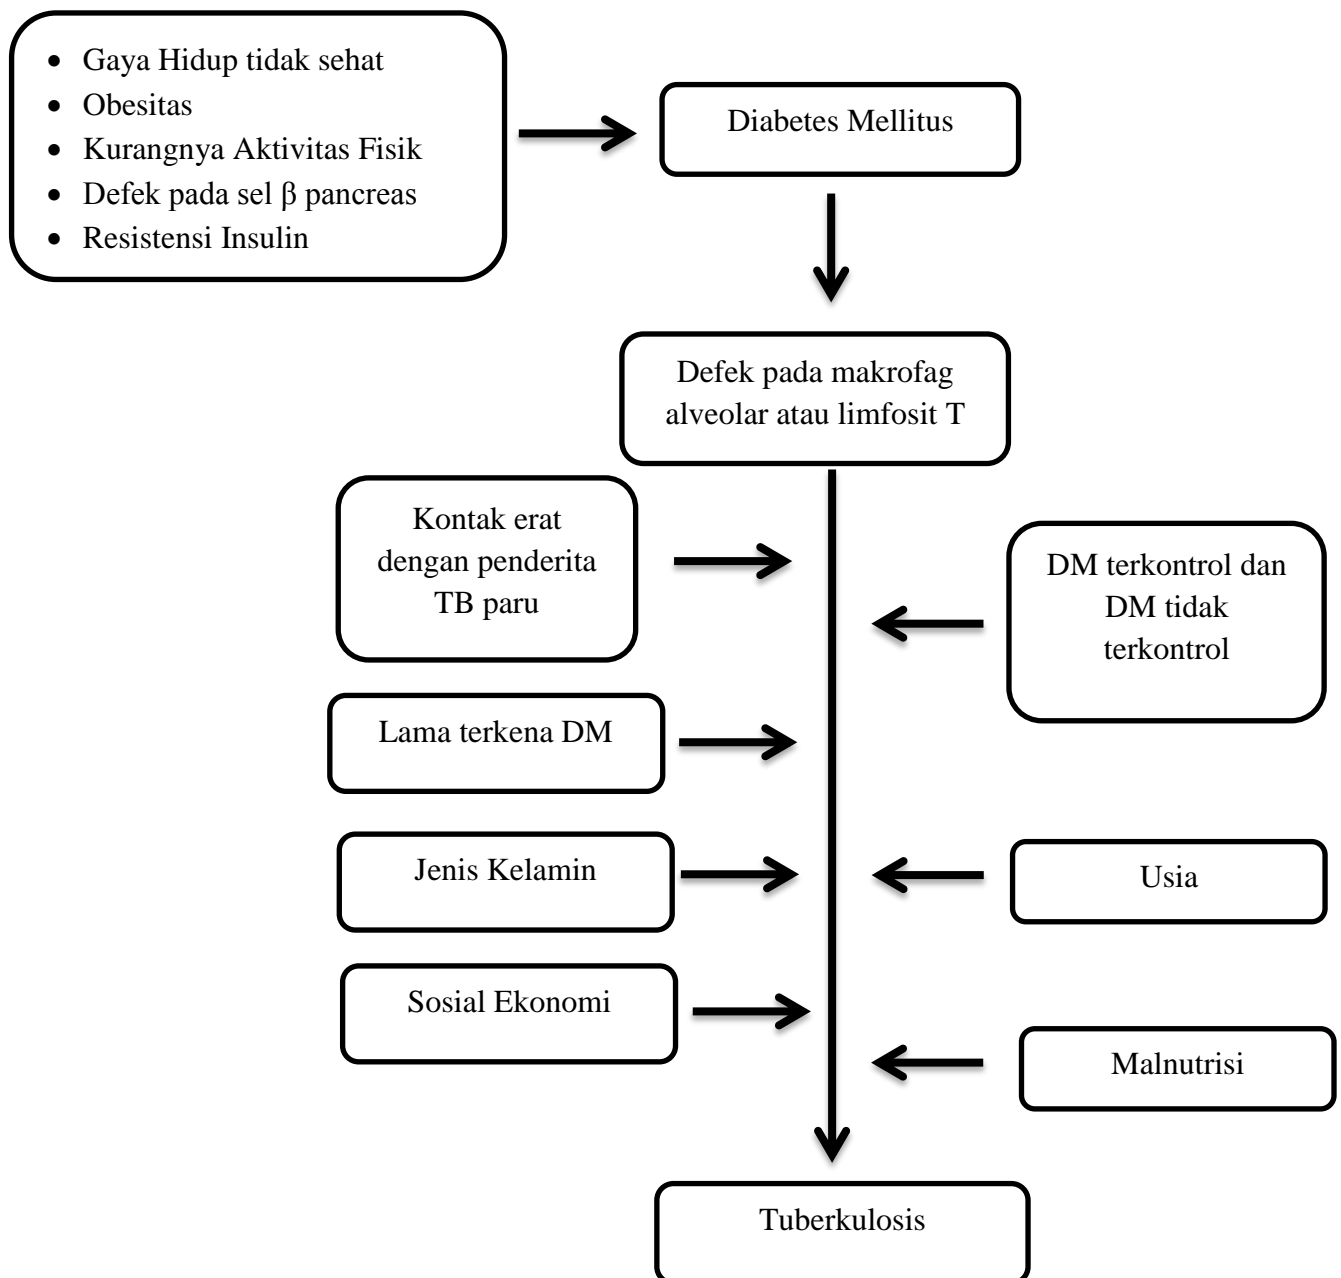 • Gaya Hidup tidak sehat
• Obesitas
• Kurangnya Aktivitas Fisik
• Defek pada sel β pancreas
• Resistensi Insulin
Diabetes Mellitus
Defek pada makrofag
alveolar atau limfosit T
Kontak erat
dengan penderita
TB paru
DM terkontrol dan
DM tidak
terkontrol
Lama terkena DM
Jenis Kelamin
Usia
Sosial Ekonomi
Malnutrisi
Tuberkulosis